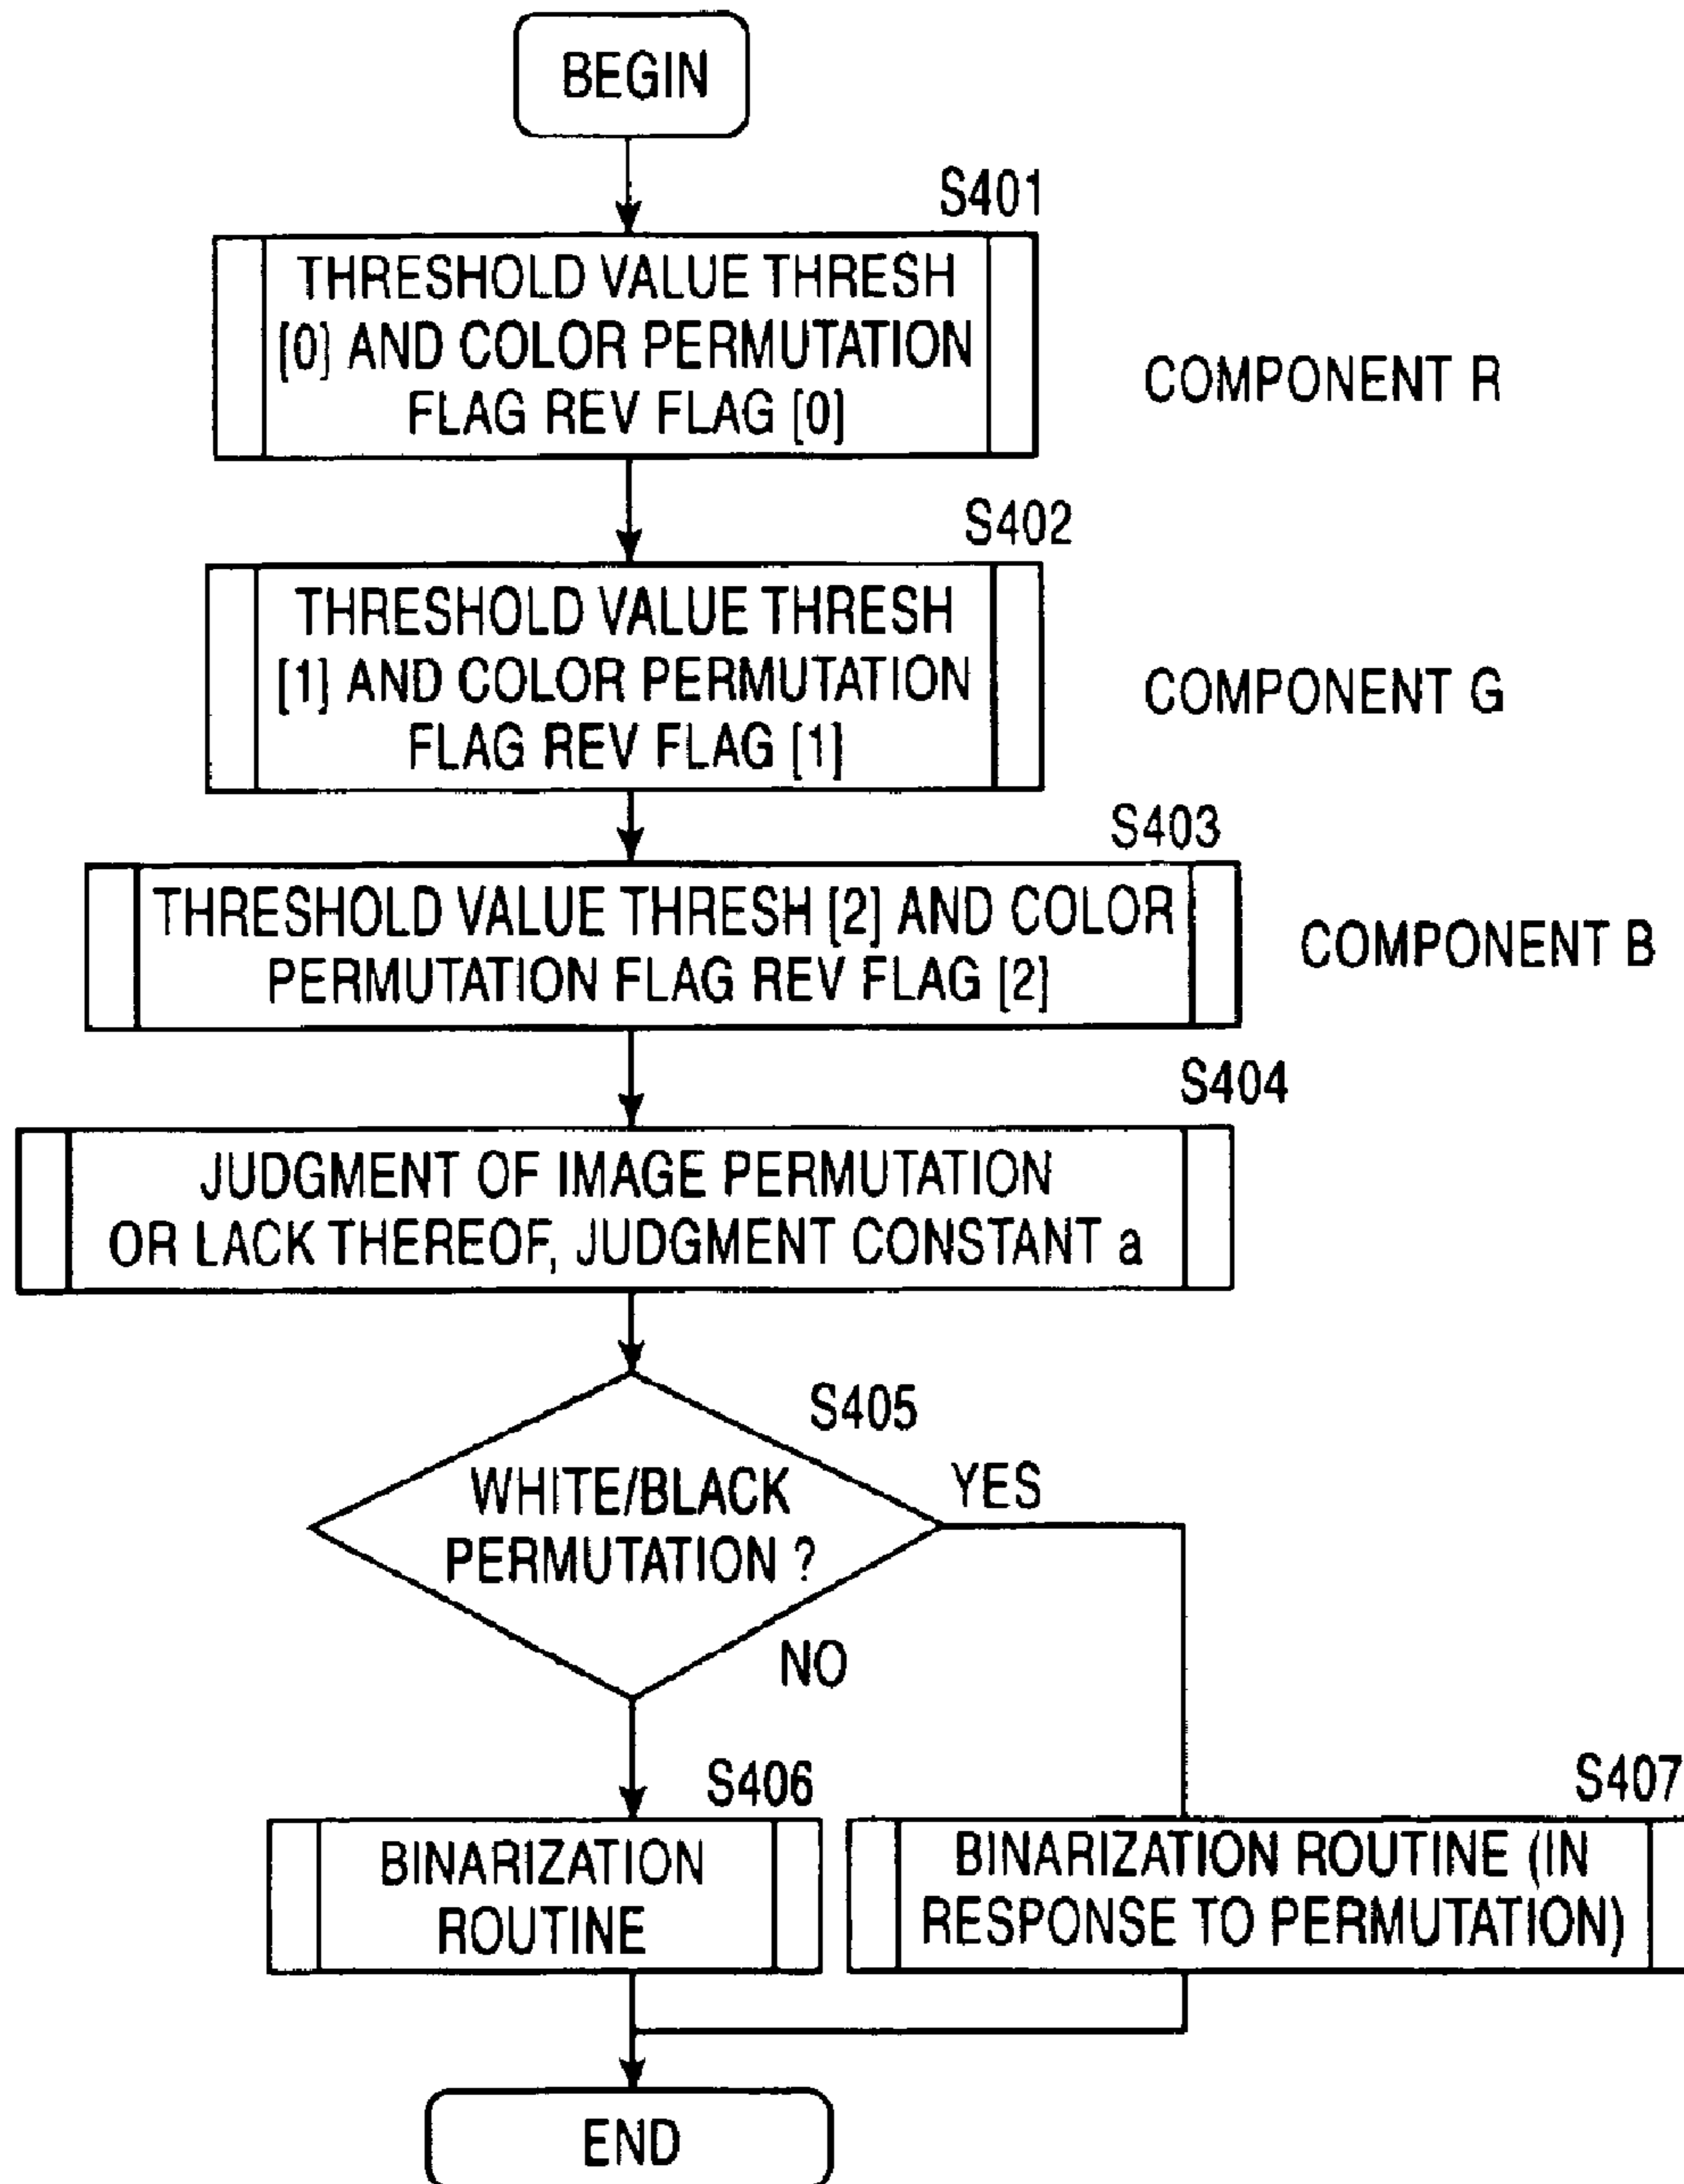 BEGIN
S401
THRESHOLD VALUE THRESH
[0] AND COLOR PERMUTATION
FLAG REV FLAG [0]
COMPONENT R
S402
THRESHOLD VALUE THRESH
[1] AND COLOR PERMUTATION
FLAG REV FLAG [1]
COMPONENT G
S403
THRESHOLD VALUE THRESH [2] AND COLOR
PERMUTATION FLAG REV FLAG [2]
COMPONENT B
S404
JUDGMENT OF IMAGE PERMUTATION
OR LACK THEREOF, JUDGMENT CONSTANT a
S405
WHITE/BLACK
PERMUTATION ?
YES
NO
S406
BINARIZATION
ROUTINE
S407
BINARIZATION ROUTINE (IN
RESPONSE TO PERMUTATION)
END